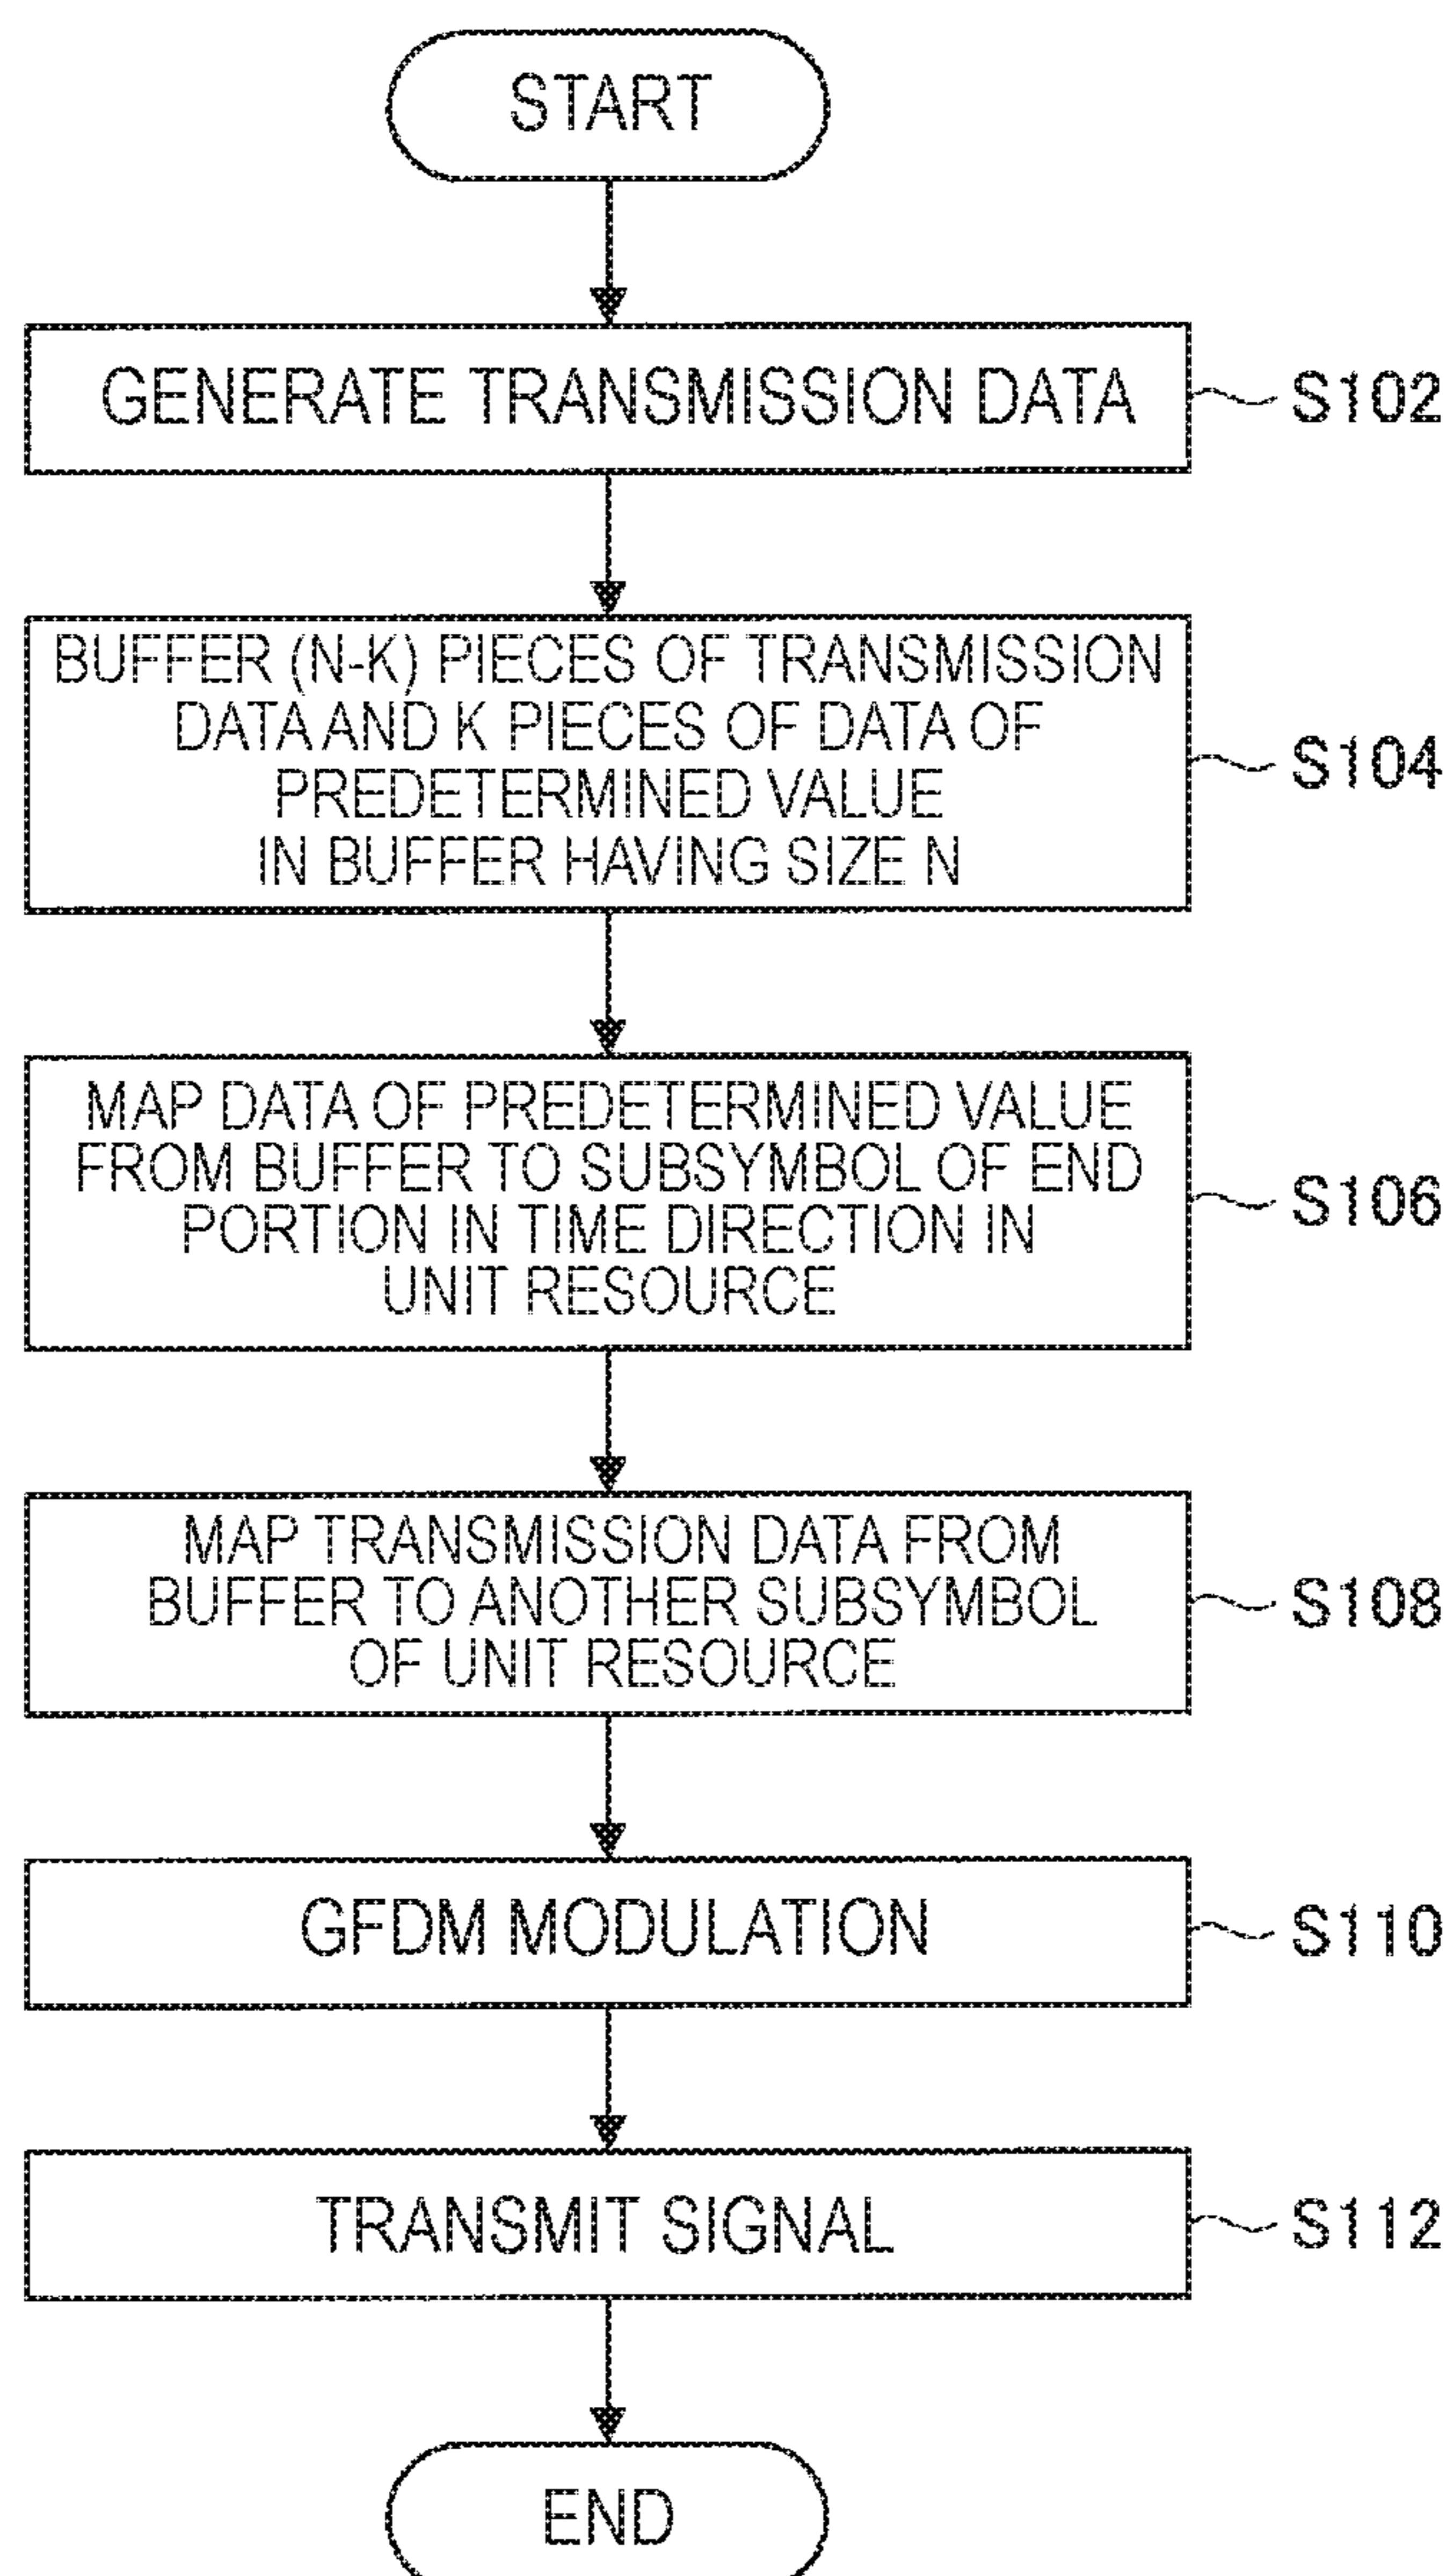 START
GENERATE TRANSMISSION DATA
S102
BUFFER (N-K) PIECES OF TRANSMISSION
DATA AND K PIECES OF DATA OF
PREDETERMINED VALUE
IN BUFFER HAVING SIZE N
S104
MAP DATA OF PREDETERMINED VALUE
FROM BUFFER TO SUBSYMBOL OF END
PORTION IN TIME DIRECTION IN
UNIT RESOURCE
S106
MAP TRANSMISSION DATA FROM
BUFFER TO ANOTHER SUBSYMBOL
OF UNIT RESOURCE
S108
GFDM MODULATION
S110
TRANSMIT SIGNAL
S112
END